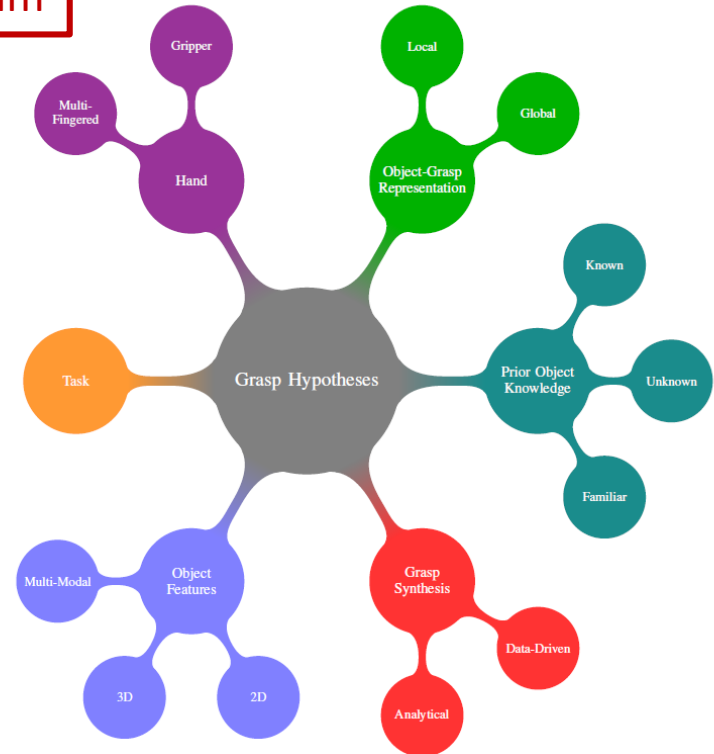 Gripper
Local
Multi-
Fingered
Global
Hand
Object-Grasp
Representation
Known
Task
Grasp Hypotheses
Prior Object
Knowledge
Unknown
Familiar
Multi-Modal
Object
Features
Grasp
Synthesis
Data-Driven
3D
2D
Analytical